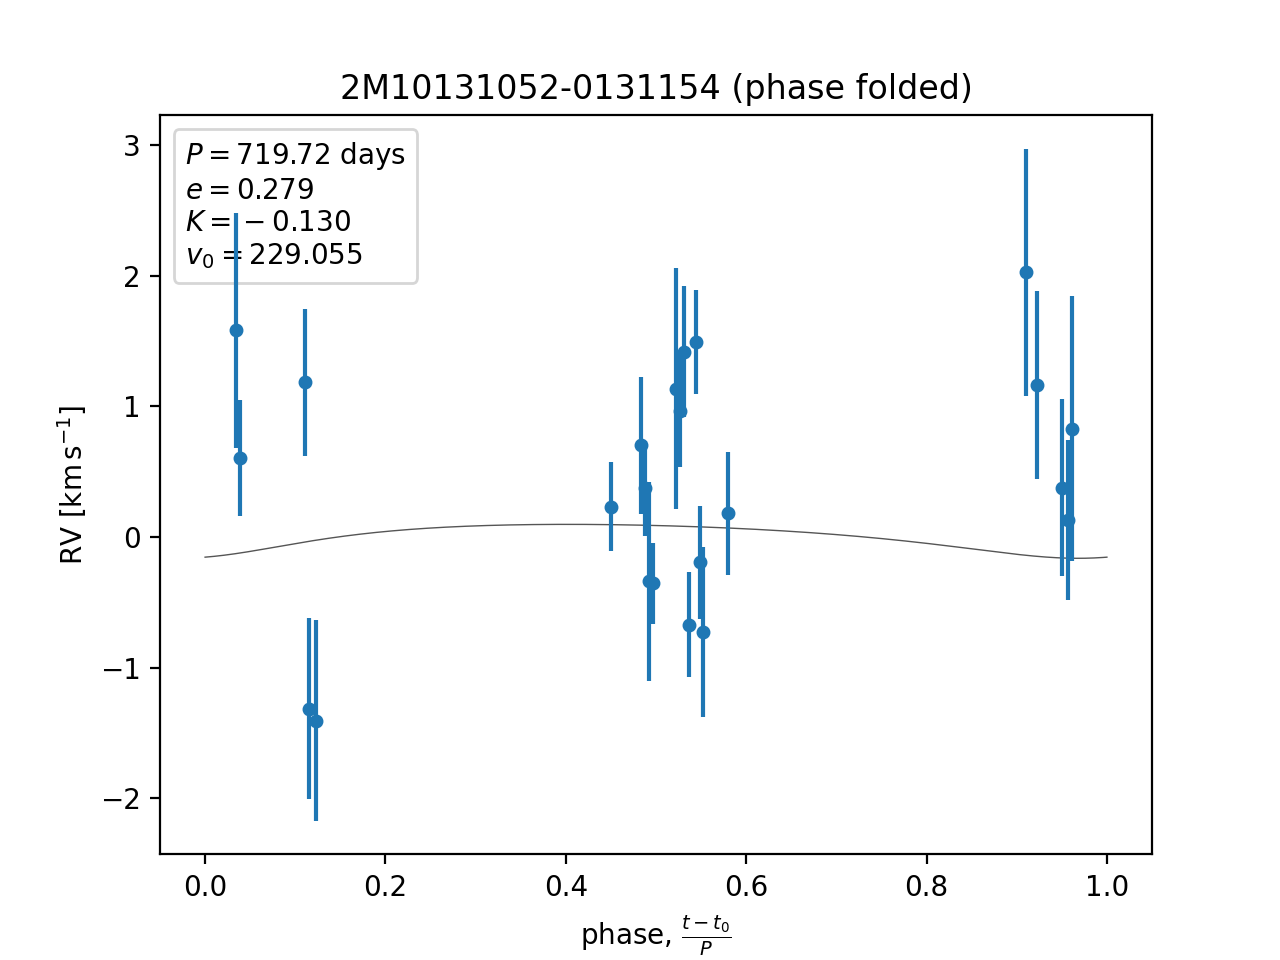 2M10131052-0131154 (phase folded)
P = 719.72 days
e = 0.279
K = −0.130
v₀ = 229.055
3
2
1
0
−1
−2
RV [km s⁻¹]
0.0 0.2 0.4 0.6 0.8 1.0
phase, (t − t₀)/P